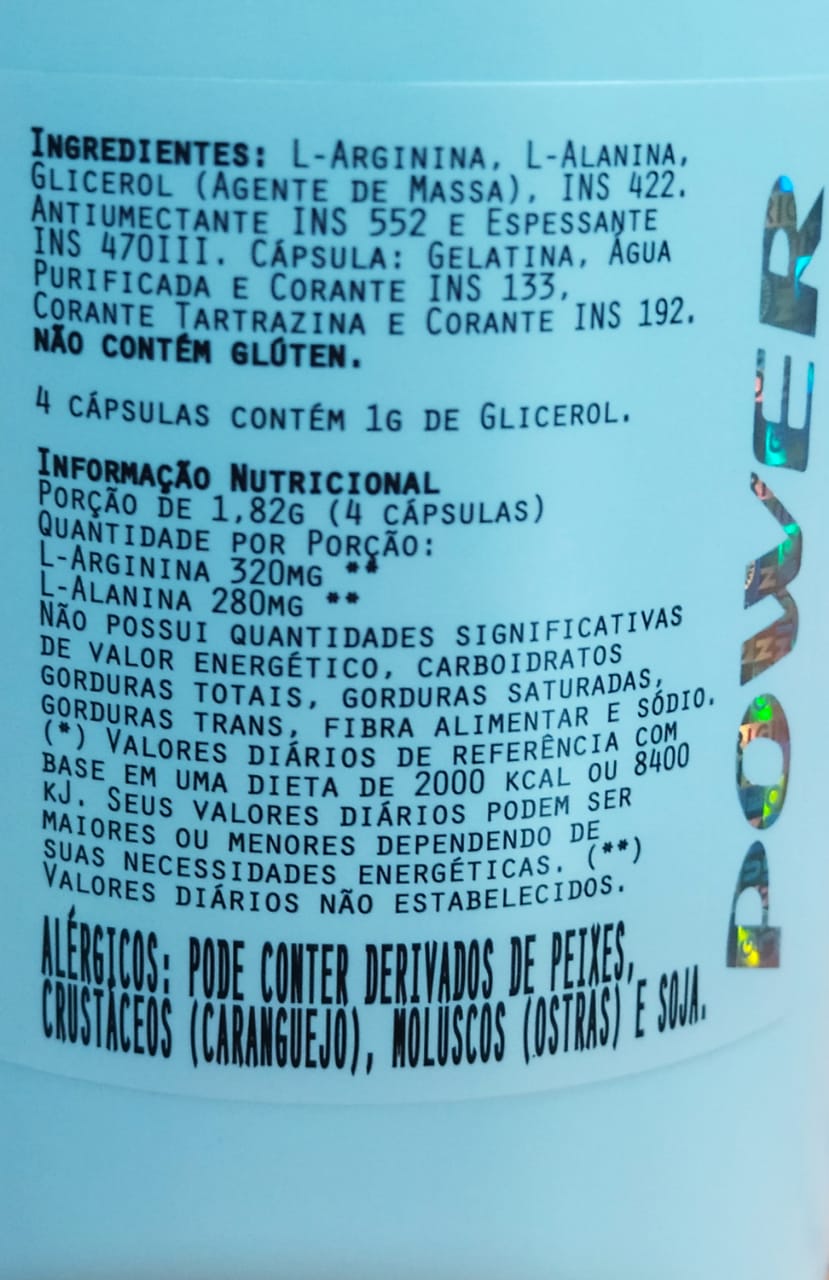 INGREDIENTES: L-ARGININA, L-ALANINA,
GLICEROL (AGENTE DE MASSA), INS 422.
ANTIUMECTANTE INS 552 E ESPESSANTE
INS 470III. CÁPSULA: GELATINA, ÁGUA
PURIFICADA E CORANTE INS 133,
CORANTE TARTRAZINA E CORANTE INS 192.
NÃO CONTÉM GLÚTEN.
4 CÁPSULAS CONTÉM 1G DE GLICEROL.
INFORMAÇÃO NUTRICIONAL
PORÇÃO DE 1,82G (4 CÁPSULAS)
QUANTIDADE POR PORÇÃO:
L-ARGININA 320MG **
L-ALANINA 280MG **
NÃO POSSUI QUANTIDADES SIGNIFICATIVAS
DE VALOR ENERGÉTICO, CARBOIDRATOS
GORDURAS TOTAIS, GORDURAS SATURADAS,
GORDURAS TRANS, FIBRA ALIMENTAR E SÓDIO.
(*) VALORES DIÁRIOS DE REFERÊNCIA COM
BASE EM UMA DIETA DE 2000 KCAL OU 8400
KJ. SEUS VALORES DIÁRIOS PODEM SER
MAIORES OU MENORES DEPENDENDO DE
SUAS NECESSIDADES ENERGÉTICAS. (**)
VALORES DIÁRIOS NÃO ESTABELECIDOS.
ALÉRGICOS: PODE CONTER DERIVADOS DE PEIXES,
CRUSTÁCEOS (CARANGUEJO), MOLUSCOS (OSTRAS) E SOJA.
POWER